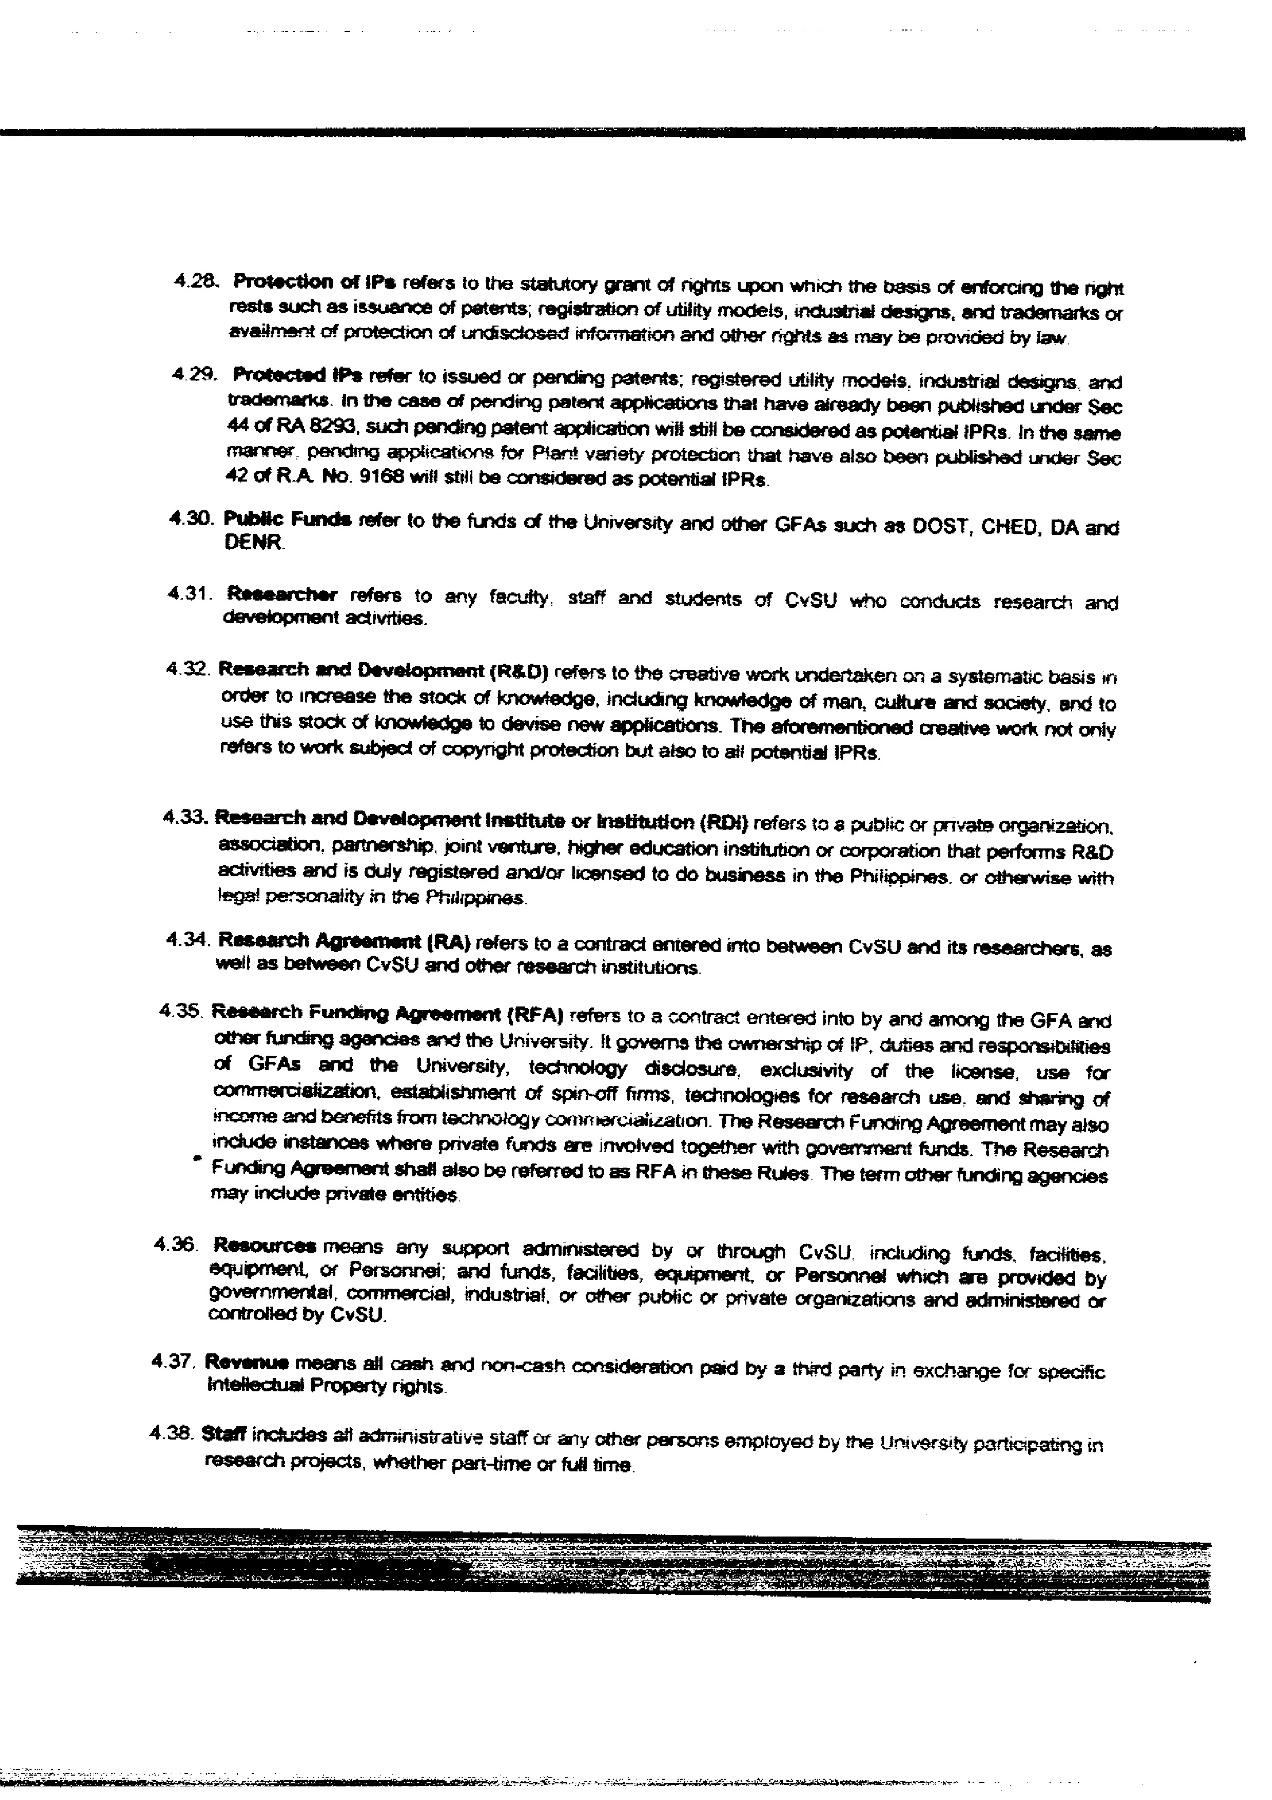 4.28. Protection of IPs refers to the statutory grant of rights upon which the basis of enforcing the right
rests such as issuance of patents; registration of utility models, industrial designs, and trademarks or
availment of protection of undisclosed information and other rights as may be provided by law.
4.29. Protected IPs refer to issued or pending patents; registered utility models, industrial designs, and
trademarks. In the case of pending patent applications that have already been published under Sec
44 of RA 8293, such pending patent application will still be considered as potential IPRs. In the same
manner, pending applications for Plant variety protection that have also been published under Sec
42 of R.A. No. 9168 will still be considered as potential IPRs.
4.30. Public Funds refer to the funds of the University and other GFAs such as DOST, CHED, DA and
DENR.
4.31. Researcher refers to any faculty, staff and students of CvSU who conducts research and
development activities.
4.32. Research and Development (R&D) refers to the creative work undertaken on a systematic basis in
order to increase the stock of knowledge, including knowledge of man, culture and society, and to
use this stock of knowledge to devise new applications. The aforementioned creative work not only
refers to work subject of copyright protection but also to all potential IPRs.
4.33. Research and Development Institute or Institution (RDI) refers to a public or private organization,
association, partnership, joint venture, higher education institution or corporation that performs R&D
activities and is duly registered and/or licensed to do business in the Philippines, or otherwise with
legal personality in the Philippines.
4.34. Research Agreement (RA) refers to a contract entered into between CvSU and its researchers, as
well as between CvSU and other research institutions.
4.35. Research Funding Agreement (RFA) refers to a contract entered into by and among the GFA and
other funding agencies and the University. It governs the ownership of IP, duties and responsibilities
of GFAs and the University, technology disclosure, exclusivity of the license, use for
commercialization, establishment of spin-off firms, technologies for research use, and sharing of
income and benefits from technology commercialization. The Research Funding Agreement may also
include instances where private funds are involved together with government funds. The Research
Funding Agreement shall also be referred to as RFA in these Rules. The term other funding agencies
may include private entities.
4.36. Resources means any support administered by or through CvSU, including funds, facilities,
equipment, or Personnel; and funds, facilities, equipment, or Personnel which are provided by
governmental, commercial, industrial, or other public or private organizations and administered or
controlled by CvSU.
4.37. Revenue means all cash and non-cash consideration paid by a third party in exchange for specific
Intellectual Property rights.
4.38. Staff includes all administrative staff or any other persons employed by the University participating in
research projects, whether part-time or full time.